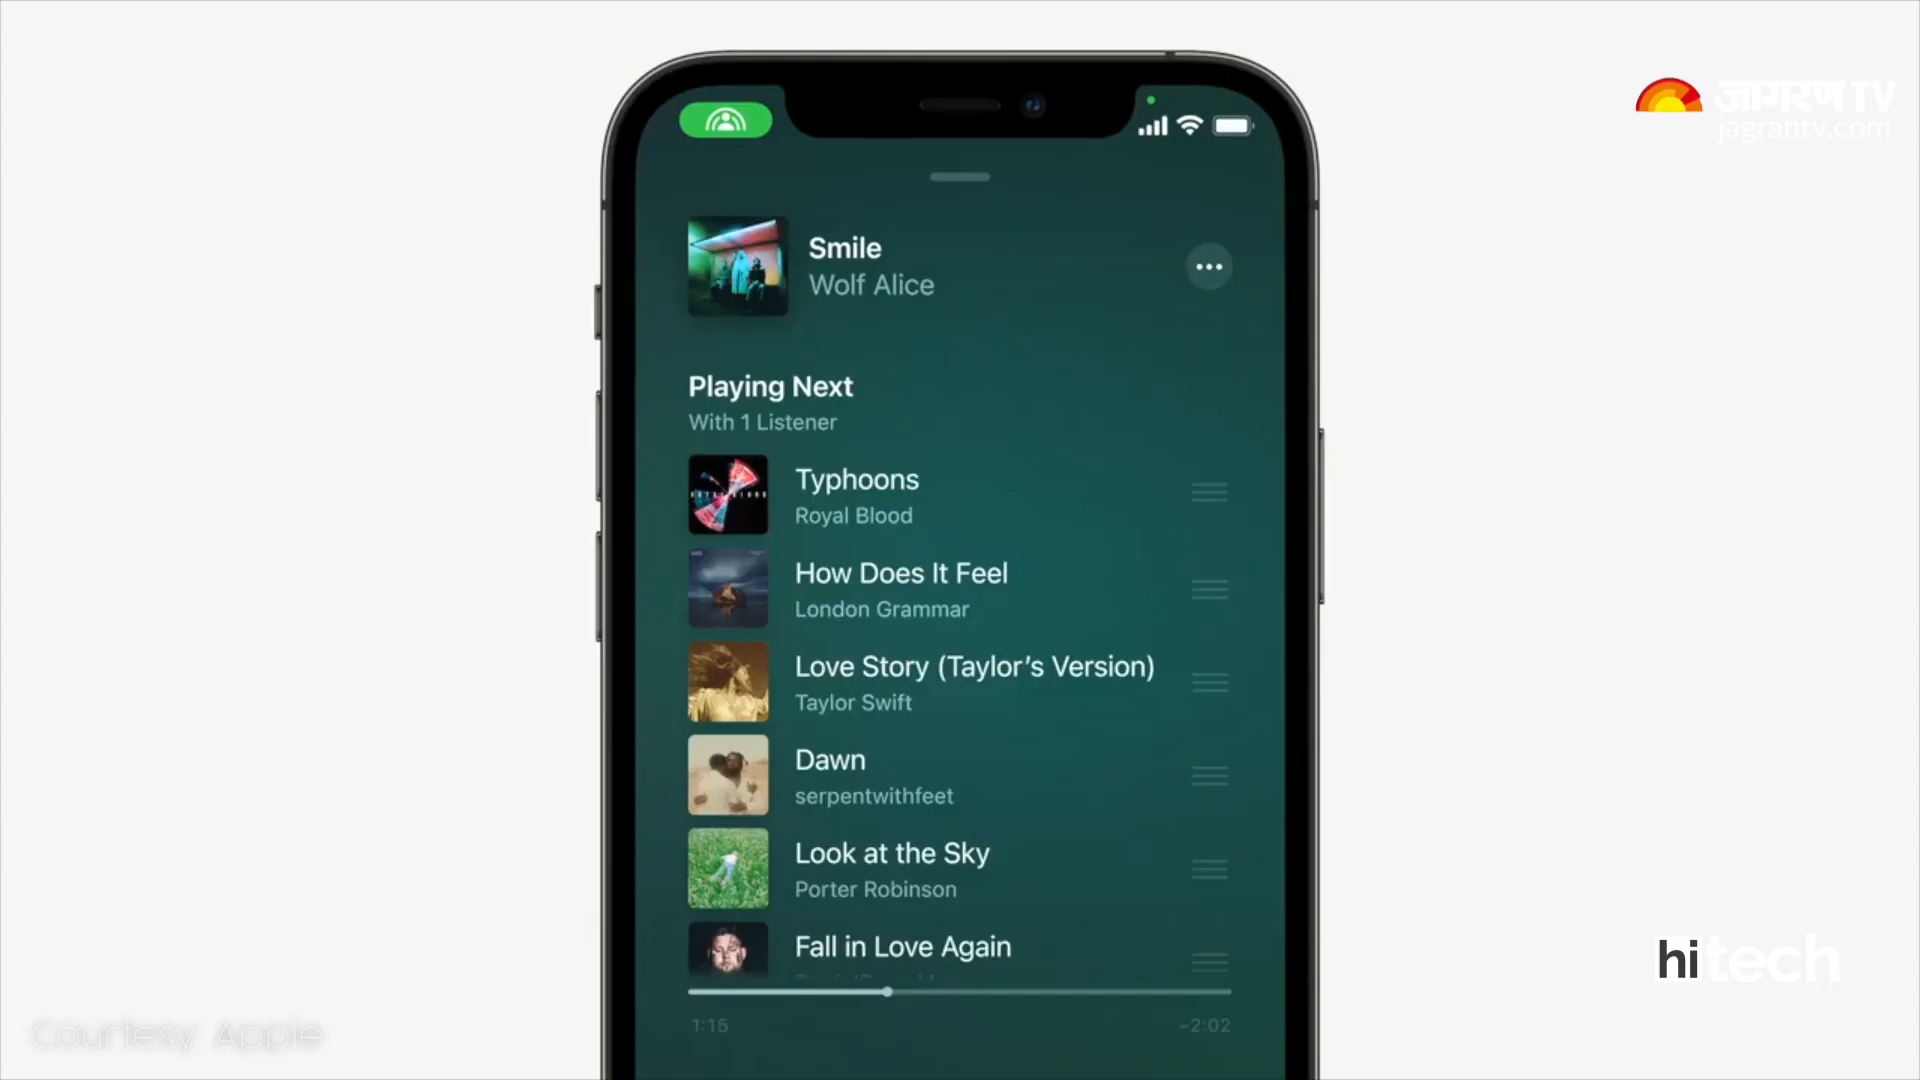 जागरण TV
jagrantv.com
Smile
Wolf Alice
Playing Next
With 1 Listener
Typhoons
Royal Blood
How Does It Feel
London Grammar
Love Story (Taylor’s Version)
Taylor Swift
Dawn
serpentwithfeet
Look at the Sky
Porter Robinson
Fall in Love Again
1:15
-2:02
hitech
Courtesy: Apple